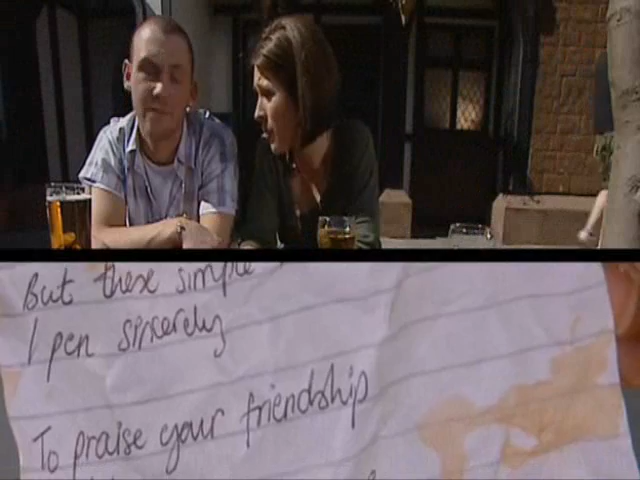 But these simple
I pen sincerely
To praise your friendship